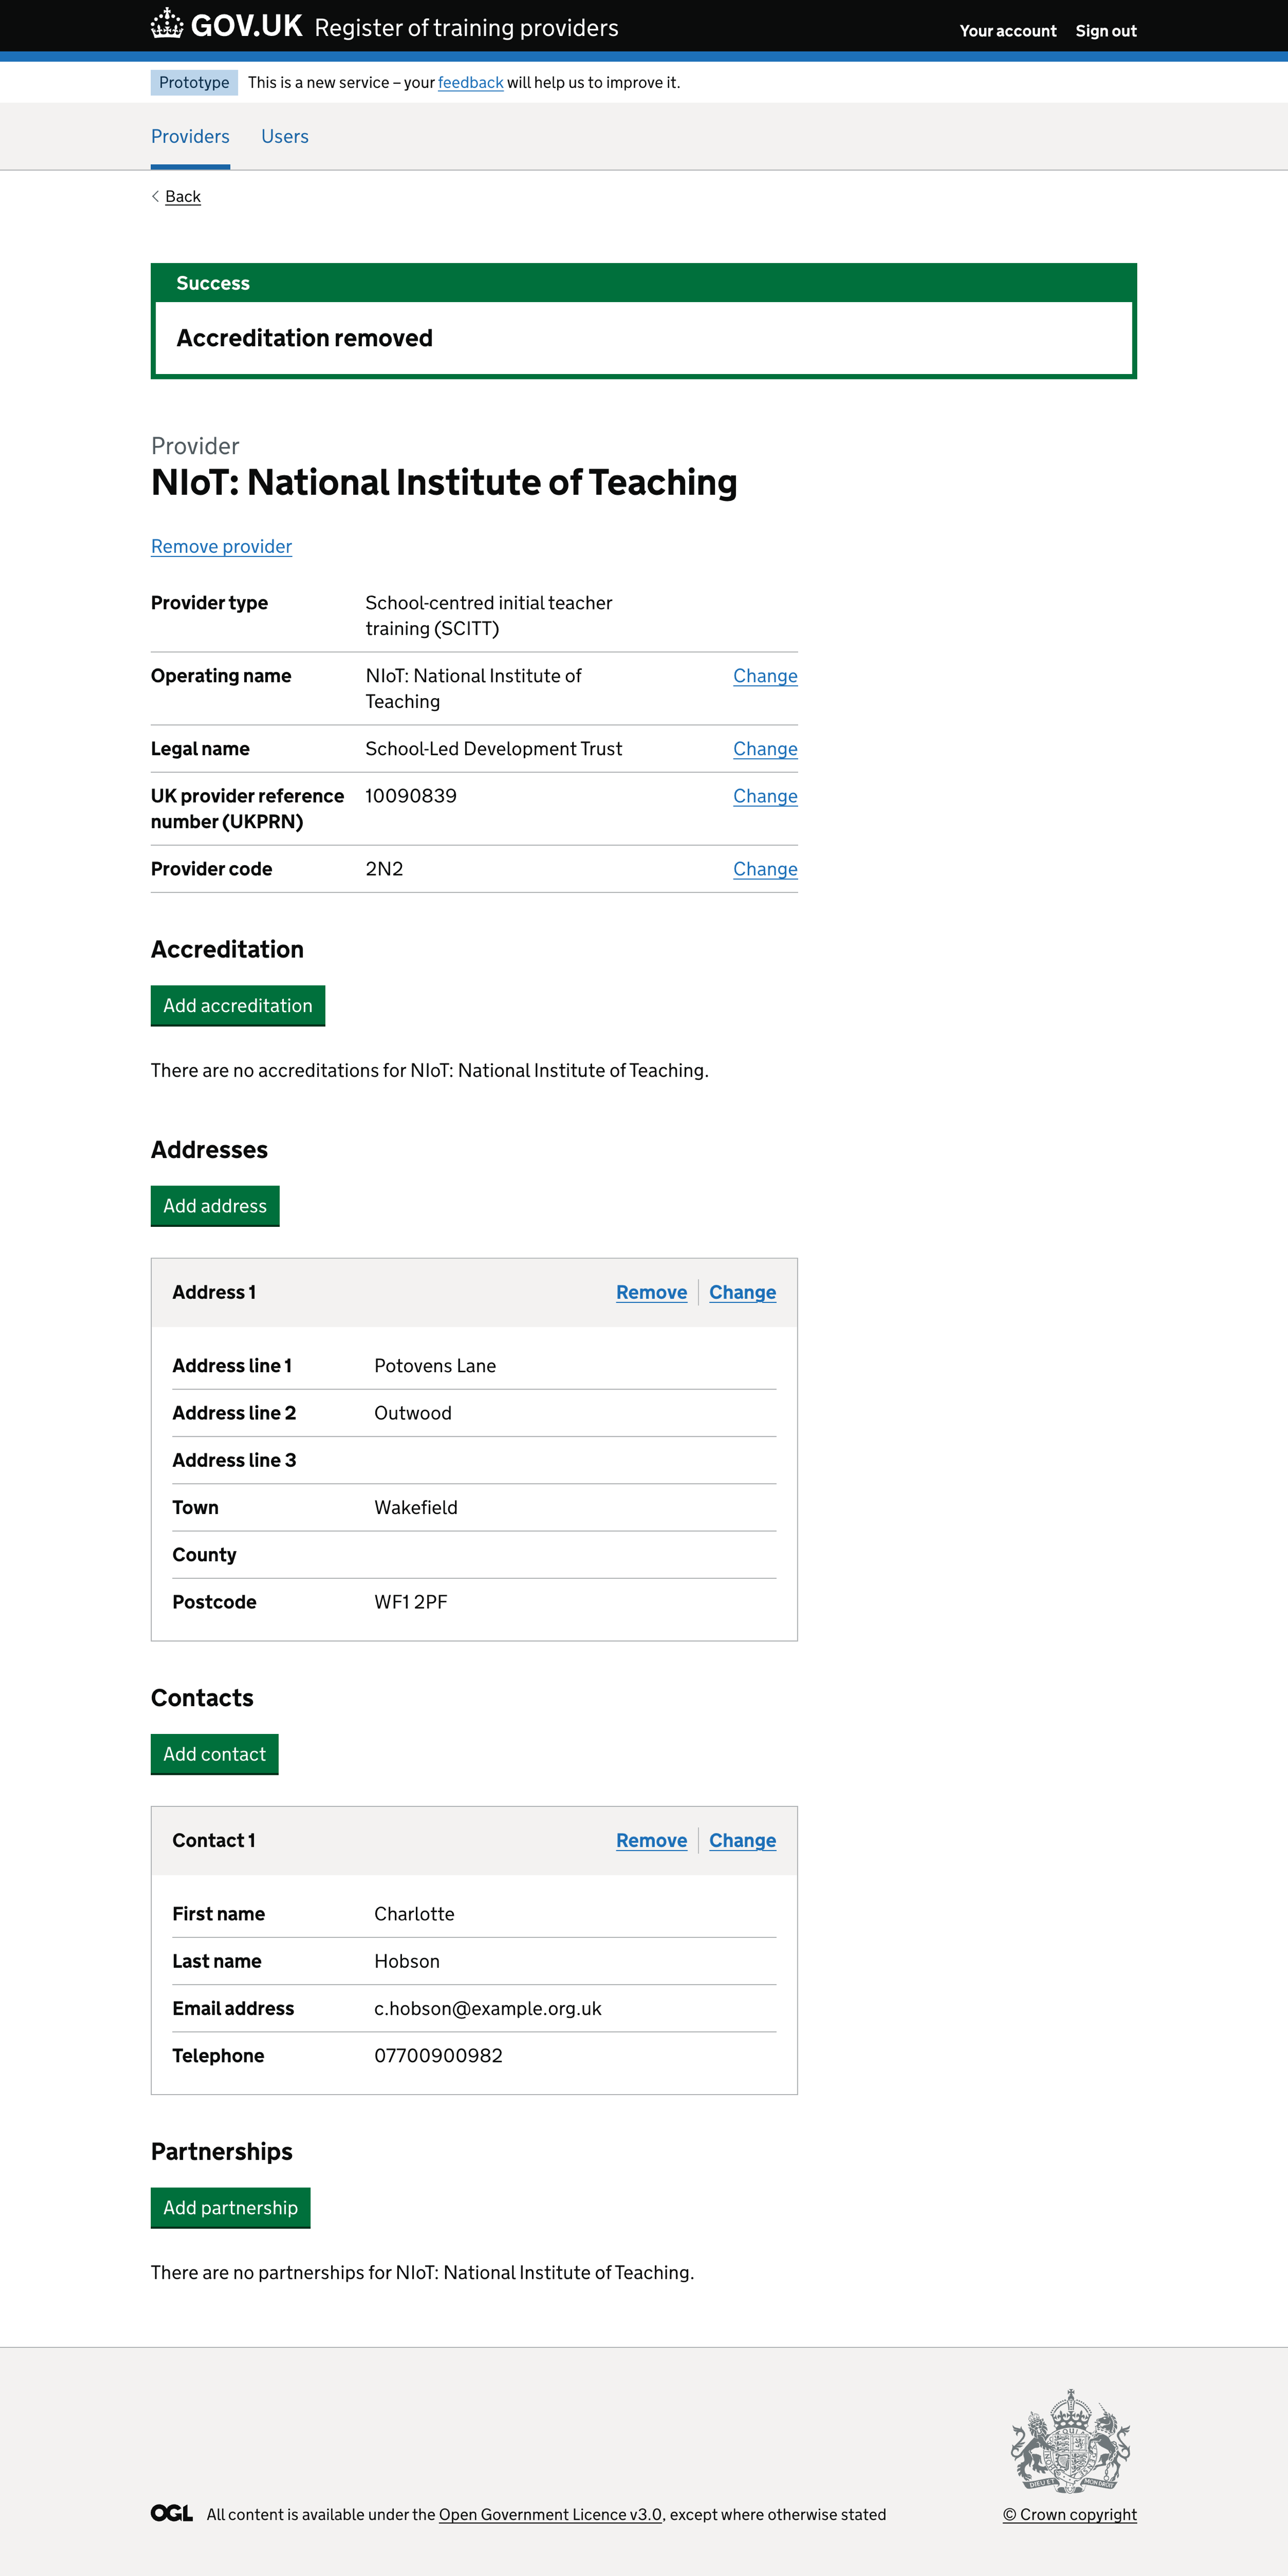 GOV.UK Register of training providers Your account Sign out
Prototype This is a new service – your feedback will help us to improve it.
Providers Users
Back
Success
Accreditation removed
Provider
NIoT: National Institute of Teaching
Remove provider
Provider type School-centred initial teacher
training (SCITT)
Operating name NIoT: National Institute of Change
Teaching
Legal name School-Led Development Trust Change
UK provider reference 10090839 Change
number (UKPRN)
Provider code 2N2 Change
Accreditation
Add accreditation
There are no accreditations for NIoT: National Institute of Teaching.
Addresses
Add address
Address 1 Remove Change
Address line 1 Potovens Lane
Address line 2 Outwood
Address line 3
Town Wakefield
County
Postcode WF1 2PF
Contacts
Add contact
Contact 1 Remove Change
First name Charlotte
Last name Hobson
Email address c.hobson@example.org.uk
Telephone 07700900982
Partnerships
Add partnership
There are no partnerships for NIoT: National Institute of Teaching.
OGL All content is available under the Open Government Licence v3.0, except where otherwise stated © Crown copyright